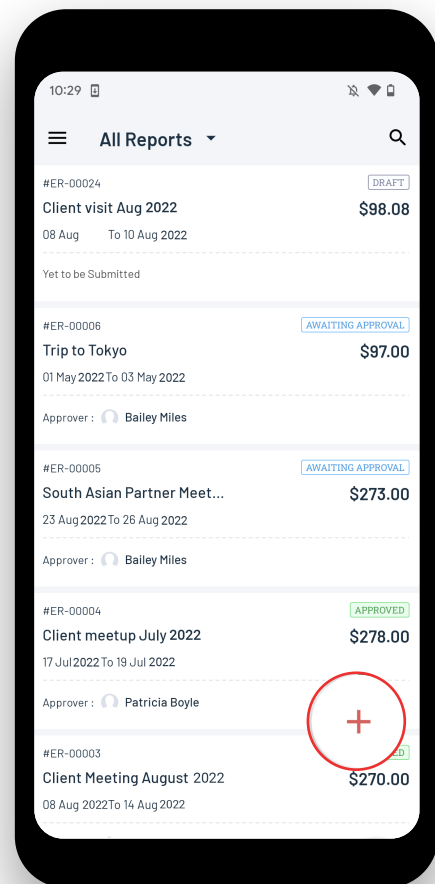 10:29
All Reports
#ER-00024 DRAFT
Client visit Aug 2022 $98.08
08 Aug To 10 Aug 2022
Yet to be Submitted
#ER-00006 AWAITING APPROVAL
Trip to Tokyo $97.00
01 May 2022 To 03 May 2022
Approver : Bailey Miles
#ER-00005 AWAITING APPROVAL
South Asian Partner Meet... $273.00
23 Aug 2022 To 26 Aug 2022
Approver : Bailey Miles
#ER-00004 APPROVED
Client meetup July 2022 $278.00
17 Jul 2022 To 19 Jul 2022
Approver : Patricia Boyle
#ER-00003
Client Meeting August 2022 $270.00
08 Aug 2022 To 14 Aug 2022